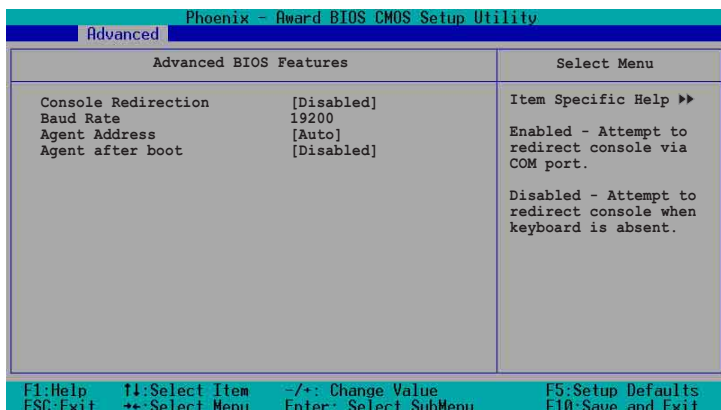 Phoenix - Award BIOS CMOS Setup Utility
Advanced
Advanced BIOS Features
Select Menu
Console Redirection [Disabled]
Baud Rate 19200
Agent Address [Auto]
Agent after boot [Disabled]
Item Specific Help ▶▶
Enabled - Attempt to
redirect console via
COM port.
Disabled - Attempt to
redirect console when
keyboard is absent.
F1:Help ↑↓:Select Item -/+: Change Value F5:Setup Defaults
ESC:Exit →←:Select Menu Enter: Select SubMenu F10:Save and Exit